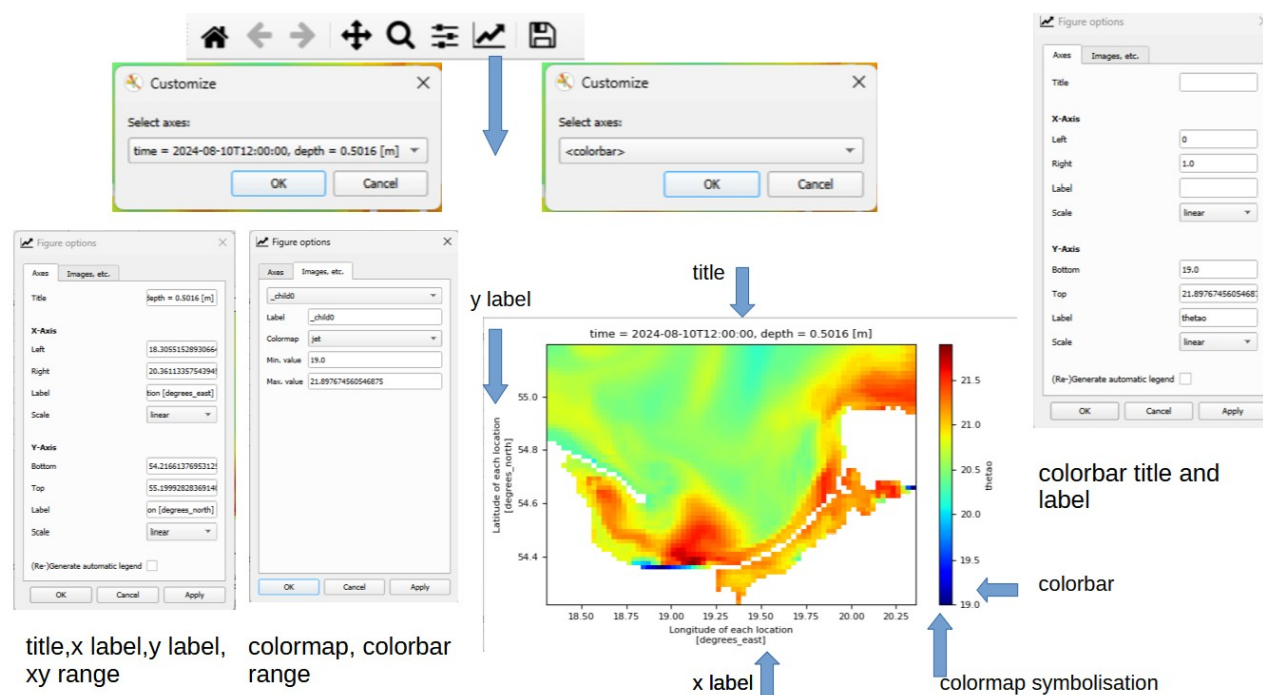 Customize
Select axes:
time = 2024-08-10T12:00:00, depth = 0.5016 [m]
OK
Cancel
Customize
Select axes:
<colorbar>
OK
Cancel
Figure options
Axes
Images, etc.
Title
X-Axis
Left
0
Right
1.0
Label
Scale
linear
Y-Axis
Bottom
19.0
Top
21.8976745605468
Label
thetao
Scale
linear
(Re-)Generate automatic legend
OK
Cancel
Apply
colorbar title and
label
Figure options
Axes
Images, etc.
Title
depth = 0.5016 [m]
X-Axis
Left
18.3055152893066
Right
20.3611335754394
Label
tion [degrees_east]
Scale
linear
Y-Axis
Bottom
54.2166137695312
Top
55.1999282836914
Label
on [degrees_north]
Scale
linear
(Re-)Generate automatic legend
OK
Cancel
Apply
title,x label,y label,
xy range
Figure options
Axes
Images, etc.
_child0
Label
_child0
Colormap
jet
Min. value
19.0
Max. value
21.897674560546875
OK
Cancel
Apply
colormap, colorbar
range
title
y label
time = 2024-08-10T12:00:00, depth = 0.5016 [m]
55.0
54.8
54.6
54.4
Latitude of each location
[degrees_north]
18.50 18.75 19.00 19.25 19.50 19.75 20.00 20.25
Longitude of each location
[degrees_east]
21.5
21.0
20.5
20.0
19.5
19.0
thetao
colorbar
x label
colormap symbolisation